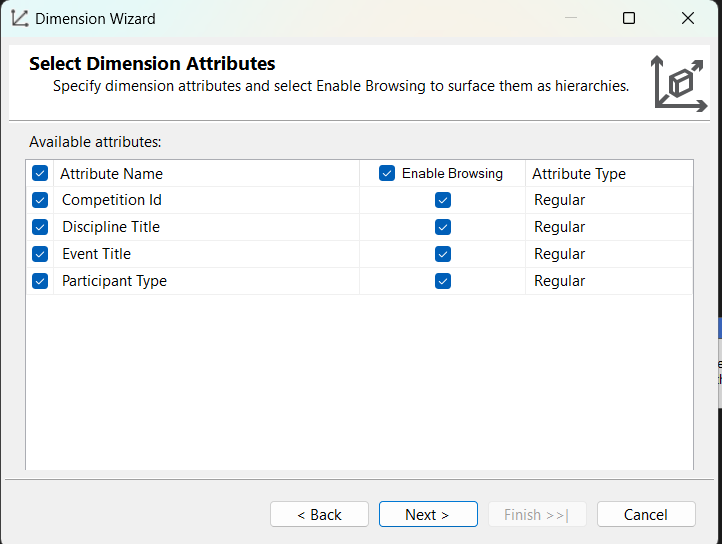 Dimension Wizard
Select Dimension Attributes
Specify dimension attributes and select Enable Browsing to surface them as hierarchies.
Available attributes:
Attribute Name Enable Browsing Attribute Type
Competition Id Regular
Discipline Title Regular
Event Title Regular
Participant Type Regular
< Back Next > Finish >>| Cancel